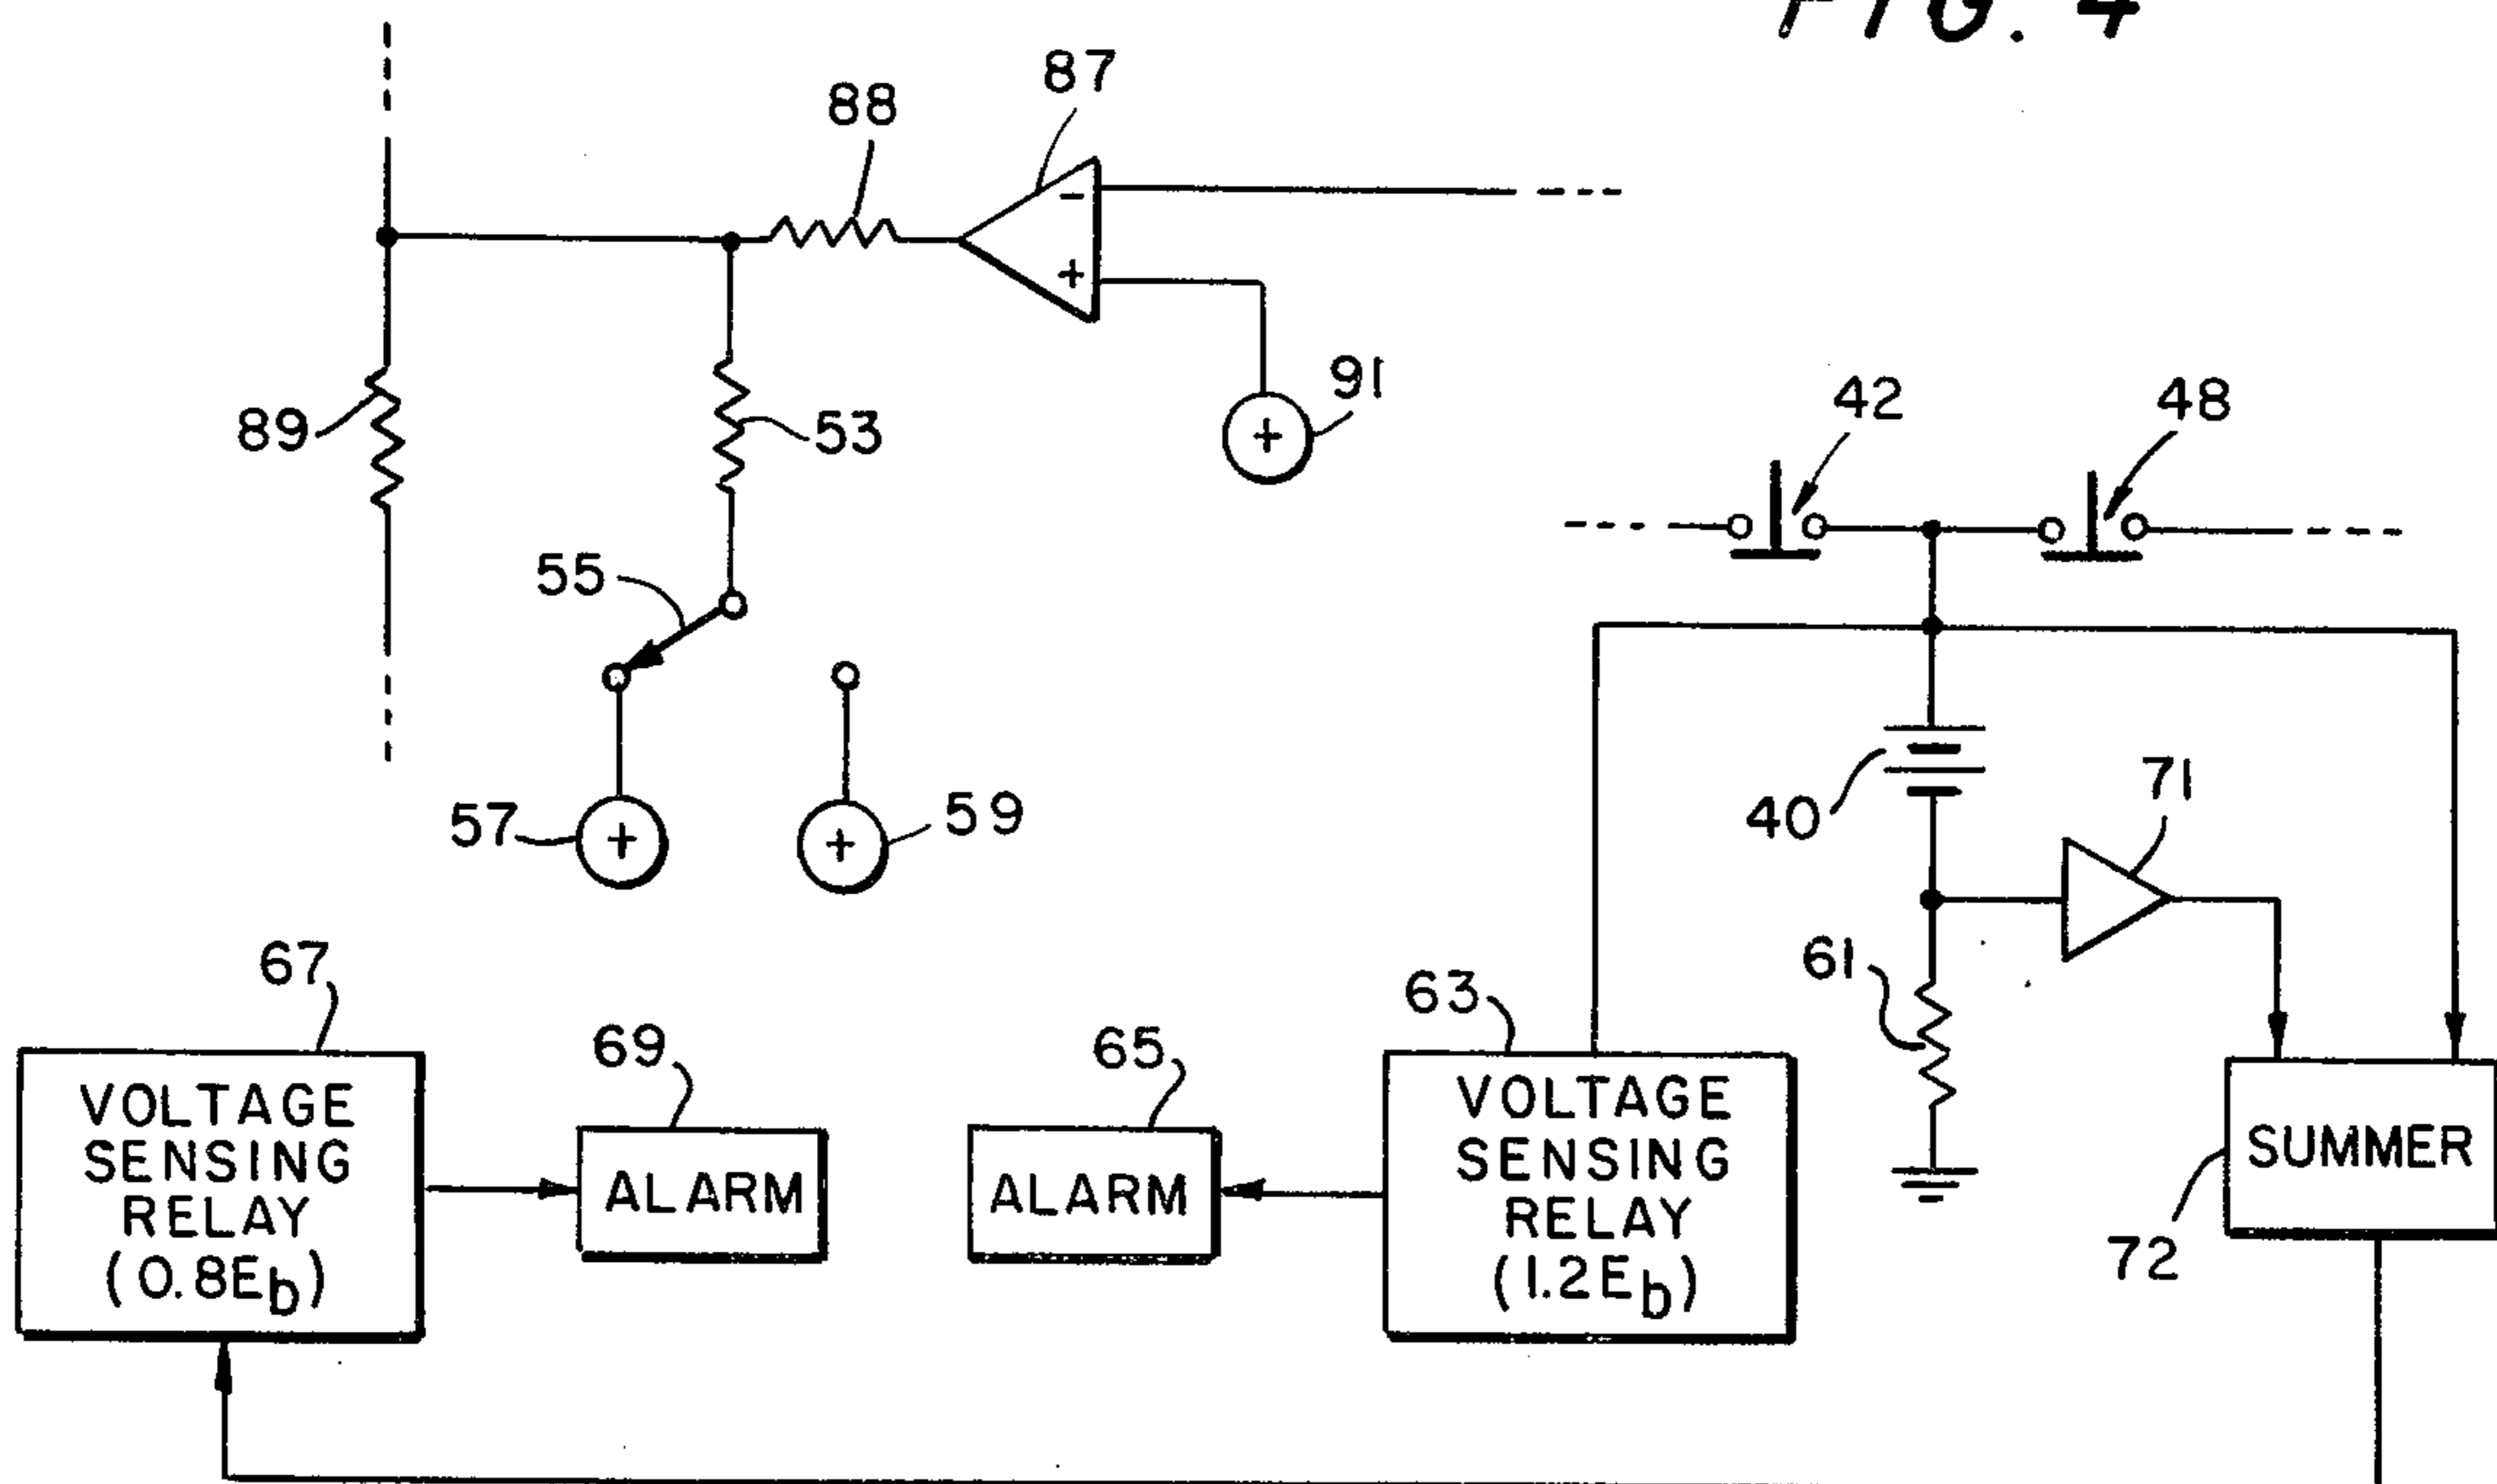 FIG. 4
87
88
-
+
91
89
53
42
48
55
40
71
57
+
+
59
+
61
67
69
65
63
VOLTAGE
SENSING
RELAY
(0.8Eb)
ALARM
ALARM
VOLTAGE
SENSING
RELAY
(1.2Eb)
SUMMER
72